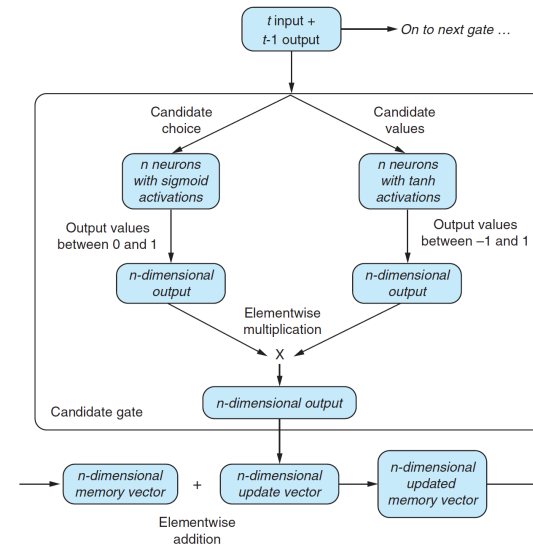 t input +
t-1 output
On to next gate ...
Candidate
choice
Candidate
values
n neurons
with sigmoid
activations
n neurons
with tanh
activations
Output values
between 0 and 1
Output values
between –1 and 1
n-dimensional
output
n-dimensional
output
Elementwise
multiplication
X
n-dimensional output
Candidate gate
n-dimensional
memory vector
+
n-dimensional
update vector
n-dimensional
updated
memory vector
Elementwise
addition